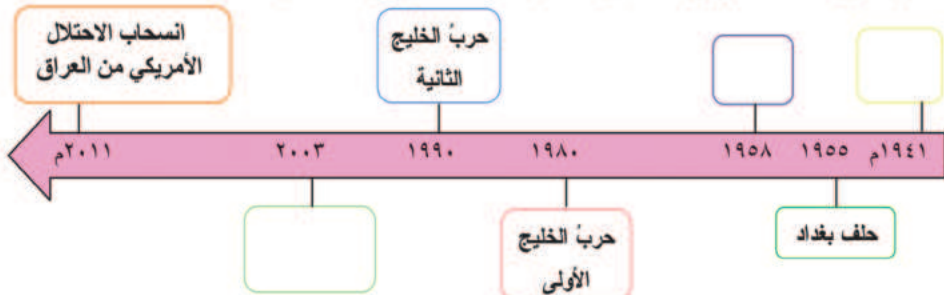 انسحاب الاحتلال
الأمريكي من العراق
حربُ الخليج
الثانية
١٩٤١م
١٩٥٥
١٩٥٨
١٩٨٠
١٩٩٠
٢٠٠٣
٢٠١١م
حلف بغداد
حربُ الخليج
الأولى